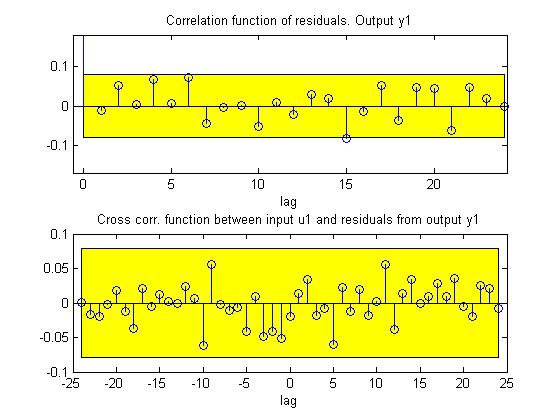 Correlation function of residuals. Output y1
0.1
0
-0.1
0 5 10 15 20
lag
Cross corr. function between input u1 and residuals from output y1
0.1
0.05
0
-0.05
-0.1
-25 -20 -15 -10 -5 0 5 10 15 20 25
lag